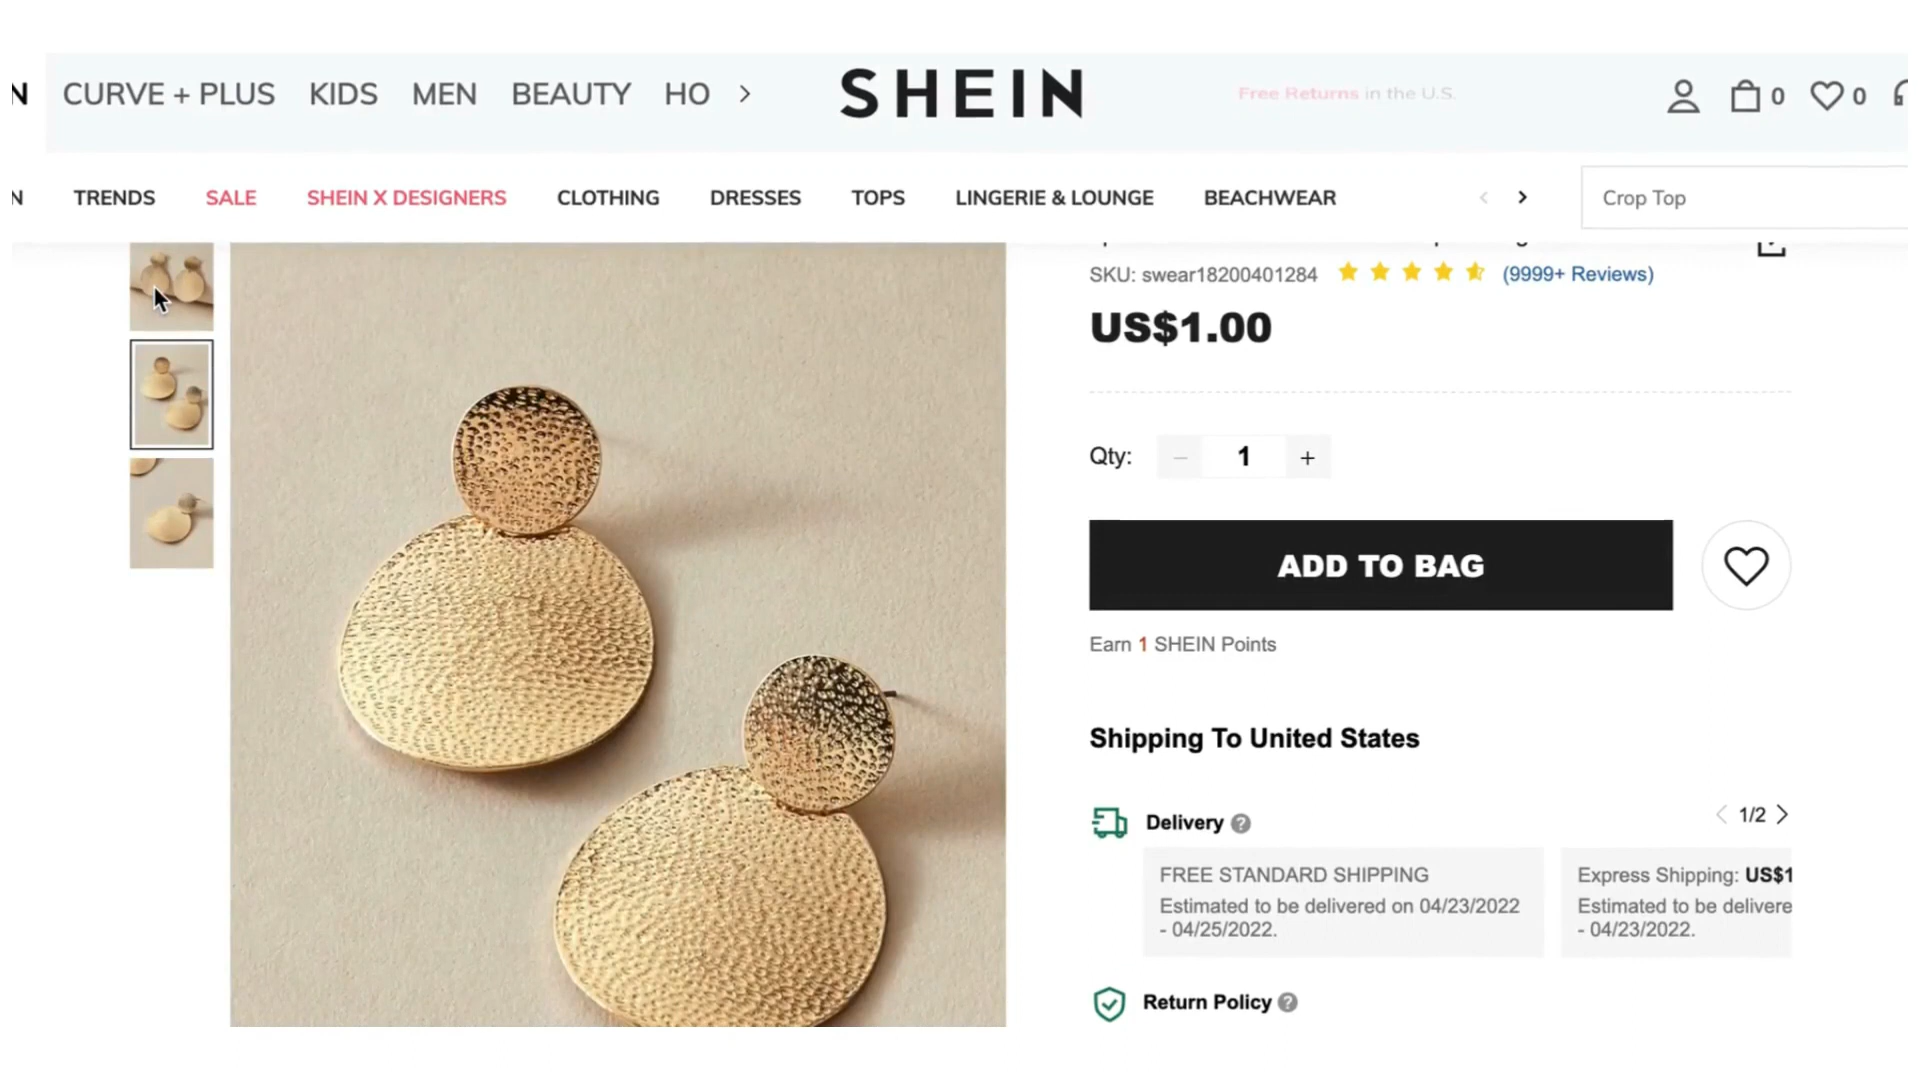 N CURVE + PLUS KIDS MEN BEAUTY HO
SHEIN
Free Returns in the U.S.
0 0
N TRENDS SALE SHEIN X DESIGNERS CLOTHING DRESSES TOPS LINGERIE & LOUNGE BEACHWEAR
Crop Top
SKU: swear18200401284 (9999+ Reviews)
US$1.00
Qty: − 1 +
ADD TO BAG
Earn 1 SHEIN Points
Shipping To United States
Delivery ?
1/2
FREE STANDARD SHIPPING
Estimated to be delivered on 04/23/2022
- 04/25/2022.
Express Shipping: US$1
Estimated to be delivere
- 04/23/2022.
Return Policy ?